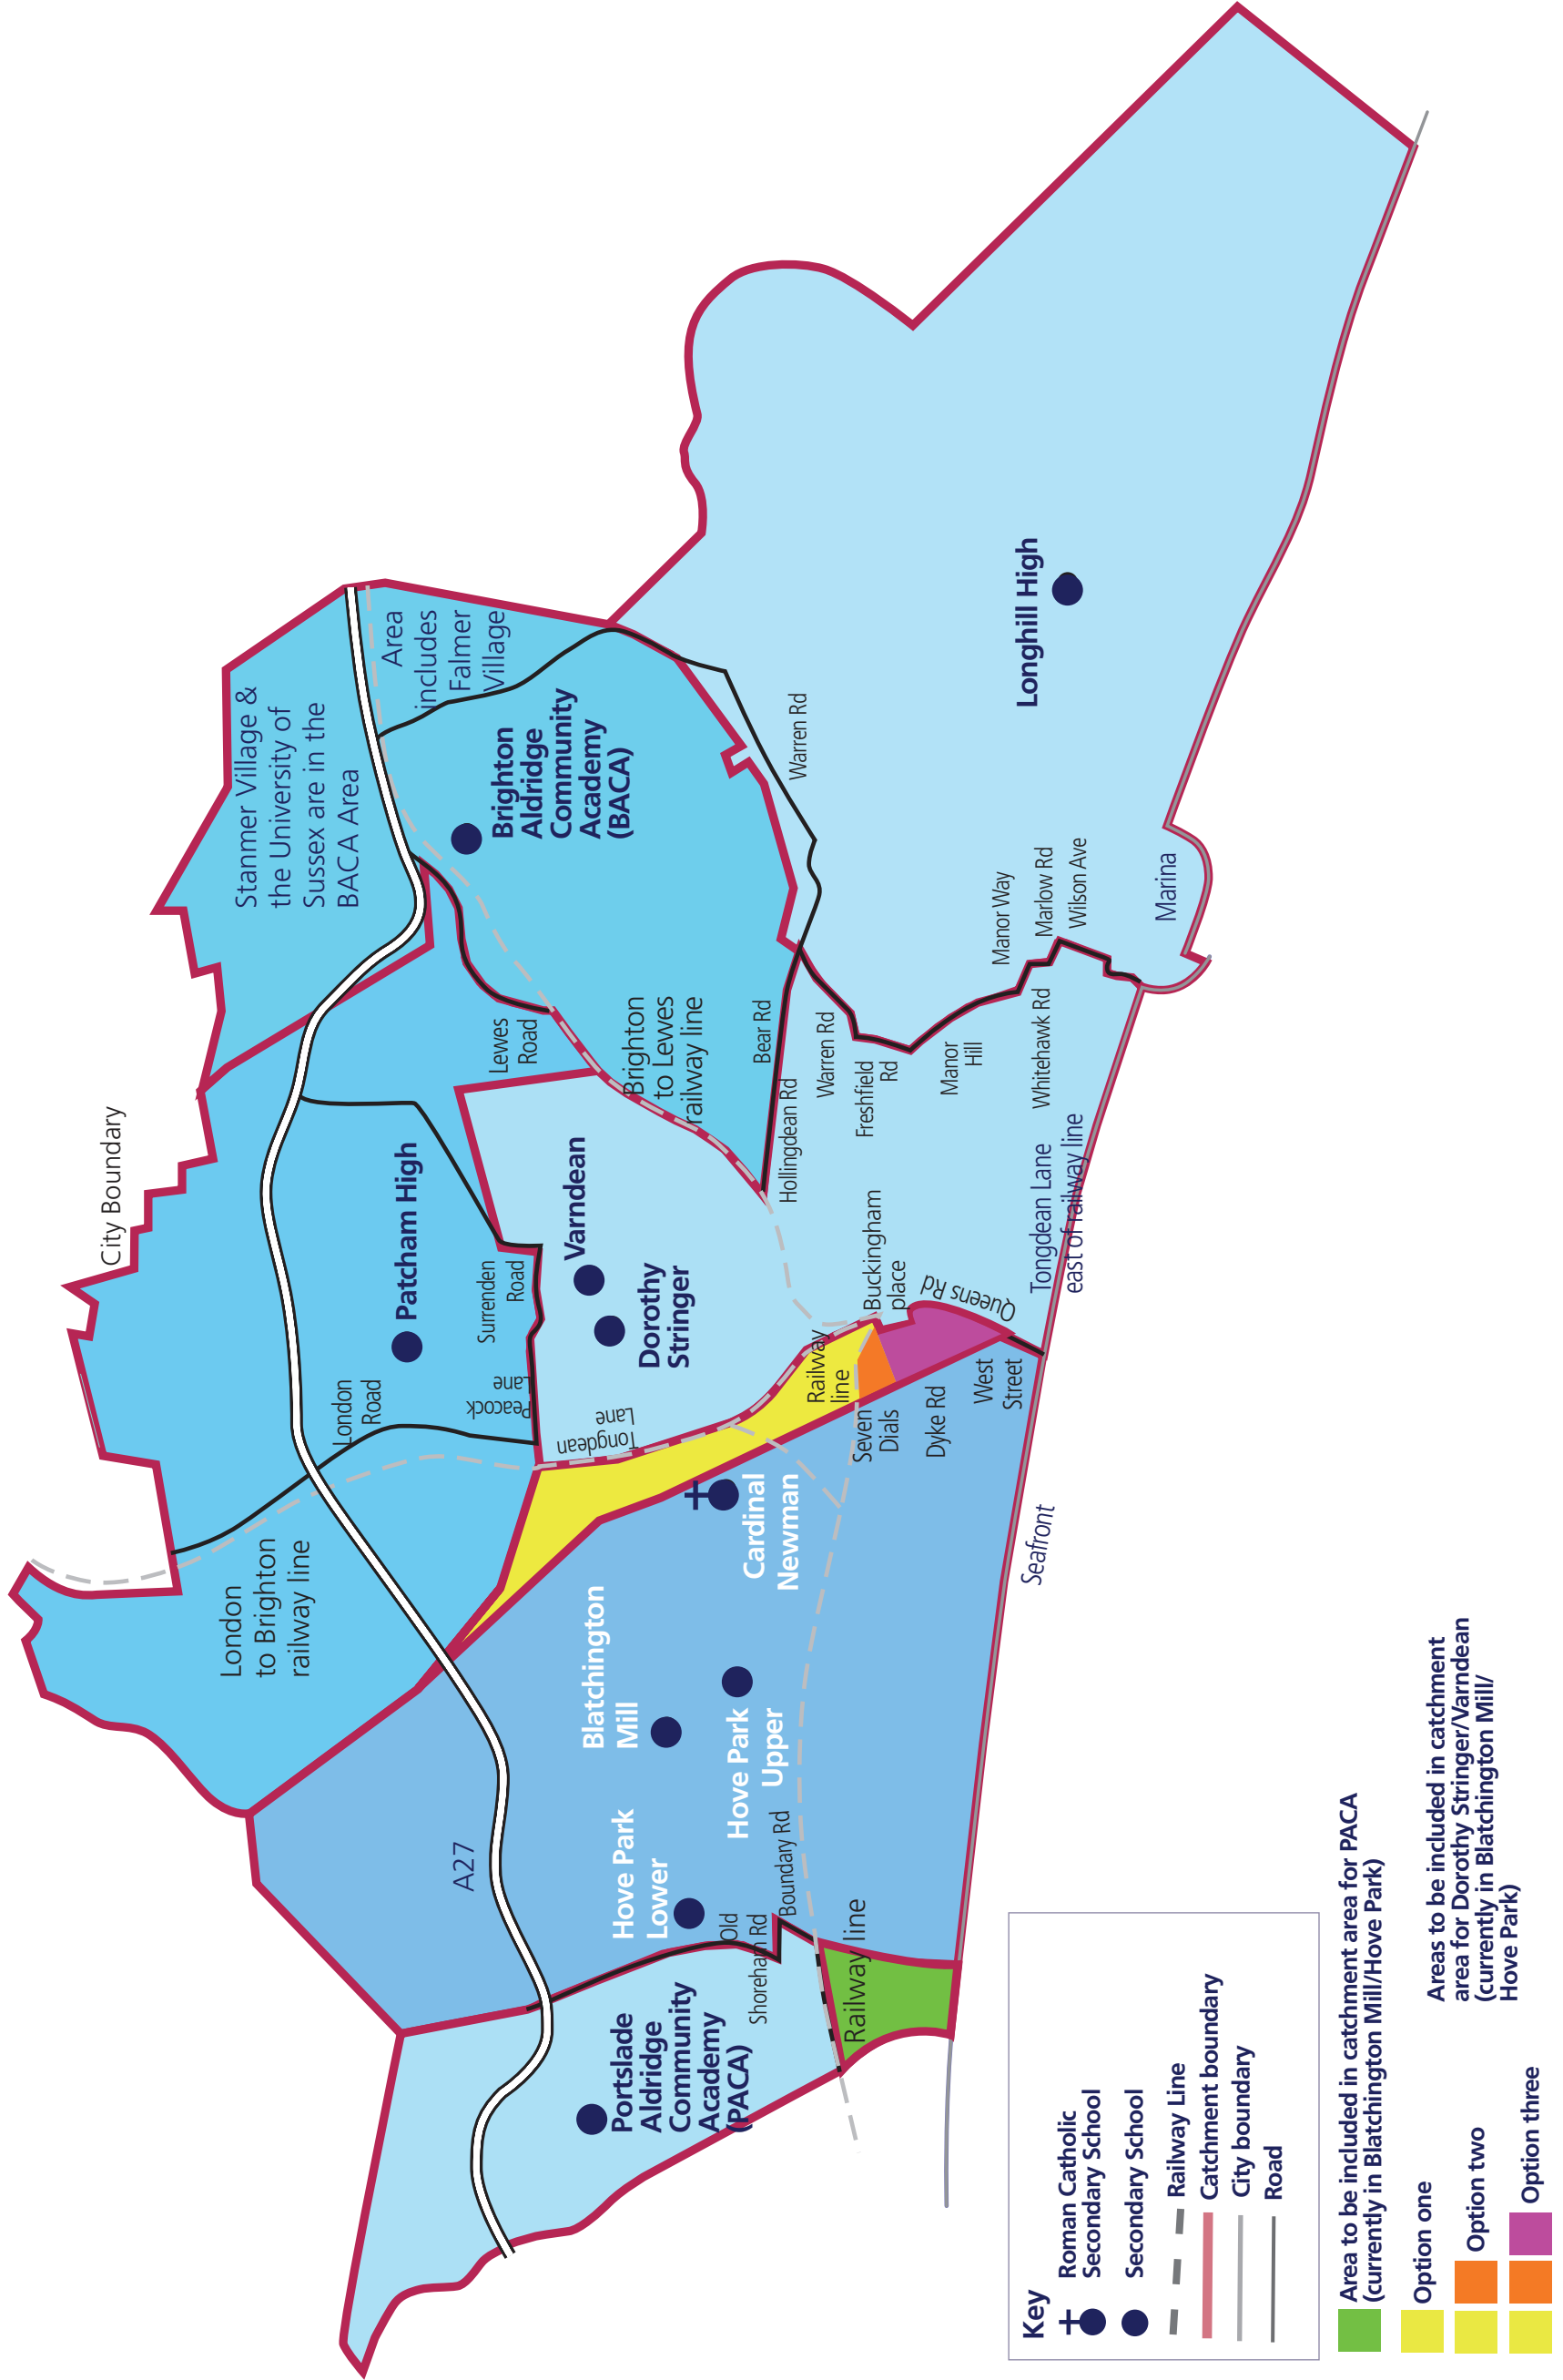 City Boundary
Stanmer Village &
the University of
Sussex are in the
BACA Area
Area
includes
Falmer
Village
London
to Brighton
railway line
London
Road
Patcham High
Surrenden
Road
Peacock
Lane
Lewes
Road
Brighton
Aldridge
Community
Academy
(BACA)
A27
Varndean
Dorothy
Stringer
Tongdean
Lane
Brighton
to Lewes
railway line
Bear Rd
Hollingdean Rd
Warren Rd
Warren Rd
Freshfield
Rd
Manor
Hill
Manor Way
Marlow Rd
Wilson Ave
Whitehawk Rd
Marina
Longhill High
Buckingham
place
Queens Rd
Tongdean Lane
east of railway line
Railway
line
Seven
Dials
Dyke Rd
West
Street
Seafront
Cardinal
Newman
Blatchington
Mill
Hove Park
Upper
Hove Park
Lower
Old
Shoreham Rd
Boundary Rd
Railway line
Portslade
Aldridge
Community
Academy
(PACA)
Key
Roman Catholic
Secondary School
Secondary School
Railway Line
Catchment boundary
City boundary
Road
Area to be included in catchment area for PACA
(currently in Blatchington Mill/Hove Park)
Option one
Option two
Option three
Areas to be included in catchment
area for Dorothy Stringer/Varndean
(currently in Blatchington Mill/
Hove Park)